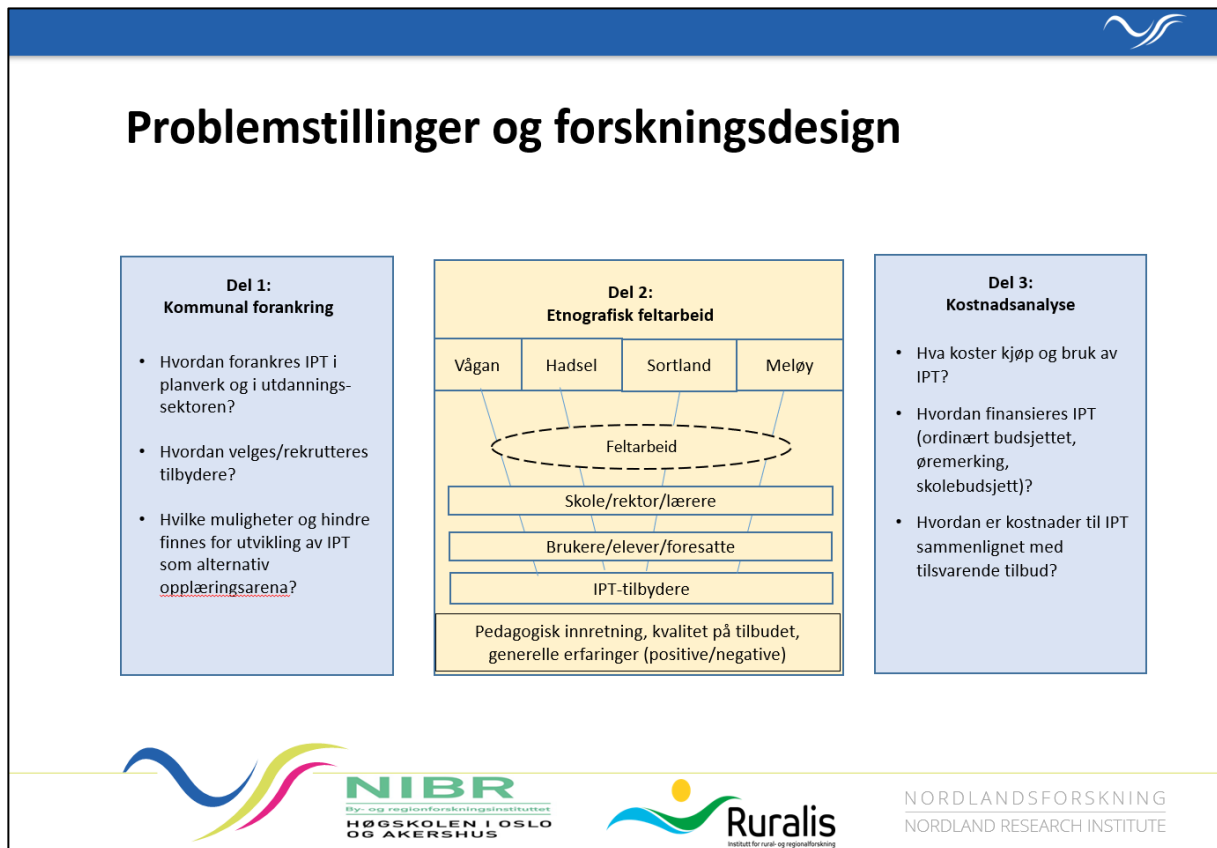 Problemstillinger og forskningsdesign
Del 1:
Kommunal forankring
• Hvordan forankres IPT i
planverk og i utdannings-
sektoren?
• Hvordan velges/rekrutteres
tilbydere?
• Hvilke muligheter og hindre
finnes for utvikling av IPT
som alternativ
opplæringsarena?
Del 2:
Etnografisk feltarbeid
Vågan
Hadsel
Sortland
Meløy
Feltarbeid
Skole/rektor/lærere
Brukere/elever/foresatte
IPT-tilbydere
Pedagogisk innretning, kvalitet på tilbudet,
generelle erfaringer (positive/negative)
Del 3:
Kostnadsanalyse
• Hva koster kjøp og bruk av
IPT?
• Hvordan finansieres IPT
(ordinært budsjettet,
øremerking,
skolebudsjett)?
• Hvordan er kostnader til IPT
sammenlignet med
tilsvarende tilbud?
NIBR
By- og regionforskningsinstituttet
HØGSKOLEN I OSLO
OG AKERSHUS
Ruralis
Institutt for rural- og regionalforskning
NORDLANDSFORSKNING
NORDLAND RESEARCH INSTITUTE